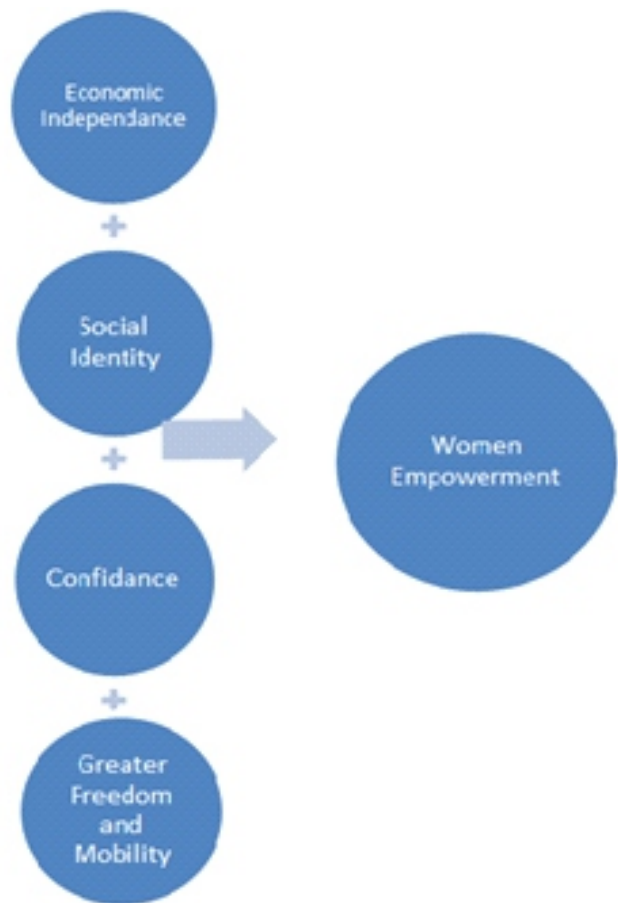 Economic
Independance
+
Social
Identity
+
Confidance
+
Greater
Freedom
and
Mobility
Women
Empowerment